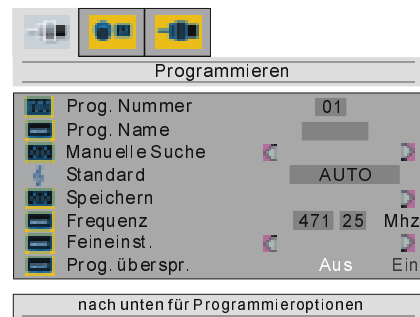 Programmieren
Prog. Nummer 01
Prog. Name
Manuelle Suche
Standard AUTO
Speichern
Frequenz 471 25 Mhz
Feineinst.
Prog. überspr. Aus Ein
nach unten für Programmieroptionen